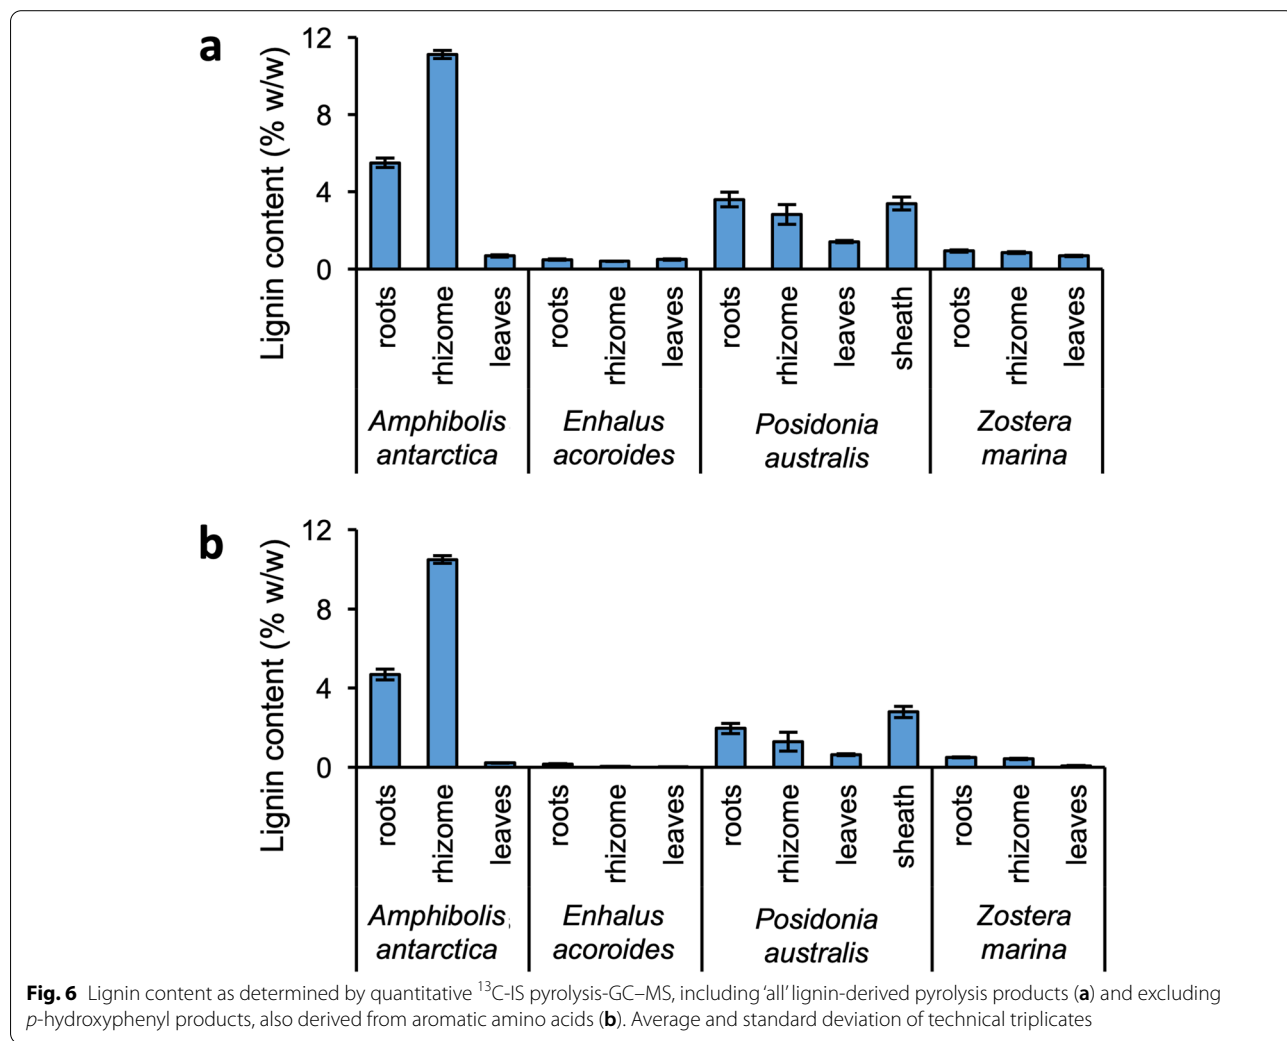 a
Lignin content (% w/w)
12
8
4
0
roots
rhizome
leaves
roots
rhizome
leaves
roots
rhizome
leaves
sheath
roots
rhizome
leaves
Amphibolis
antarctica
Enhalus
acoroides
Posidonia
australis
Zostera
marina
b
Lignin content (% w/w)
12
8
4
0
roots
rhizome
leaves
roots
rhizome
leaves
roots
rhizome
leaves
sheath
roots
rhizome
leaves
Amphibolis
antarctica
Enhalus
acoroides
Posidonia
australis
Zostera
marina
Fig. 6 Lignin content as determined by quantitative ¹³C-IS pyrolysis-GC–MS, including ‘all’ lignin-derived pyrolysis products (a) and excluding
p-hydroxyphenyl products, also derived from aromatic amino acids (b). Average and standard deviation of technical triplicates